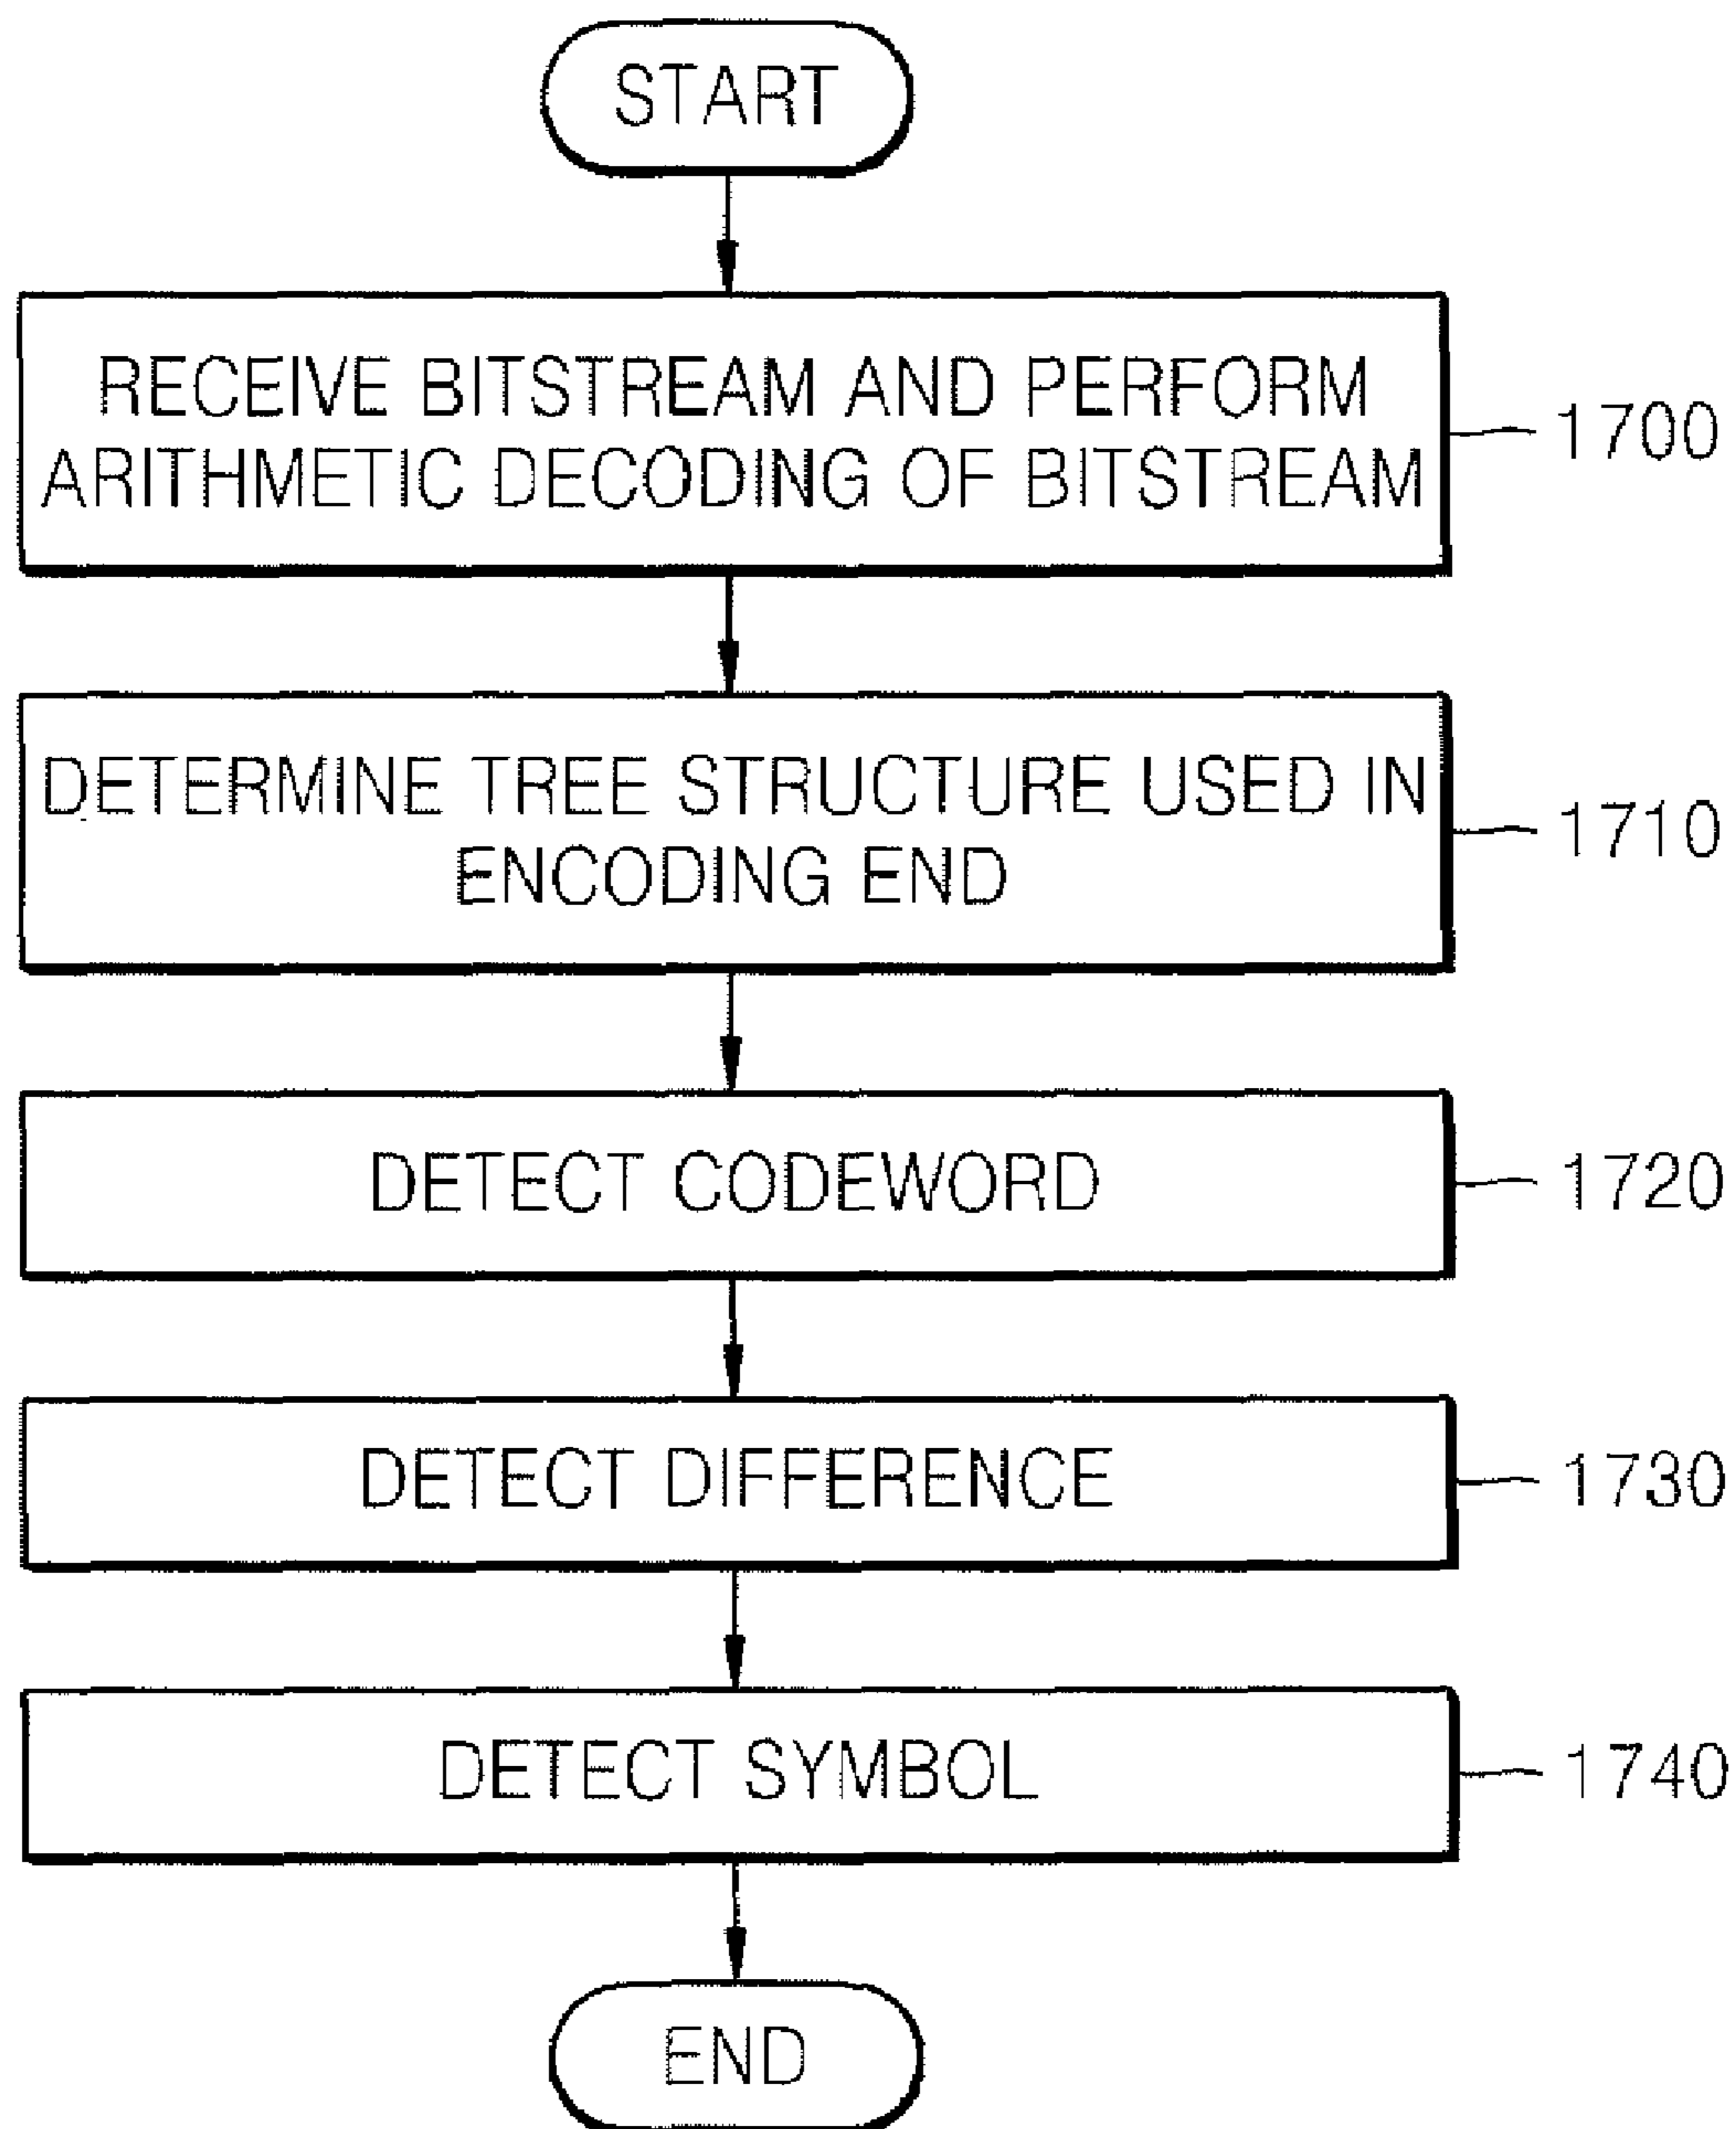 START
RECEIVE BITSTREAM AND PERFORM
ARITHMETIC DECODING OF BITSTREAM
1700
DETERMINE TREE STRUCTURE USED IN
ENCODING END
1710
DETECT CODEWORD
1720
DETECT DIFFERENCE
1730
DETECT SYMBOL
1740
END